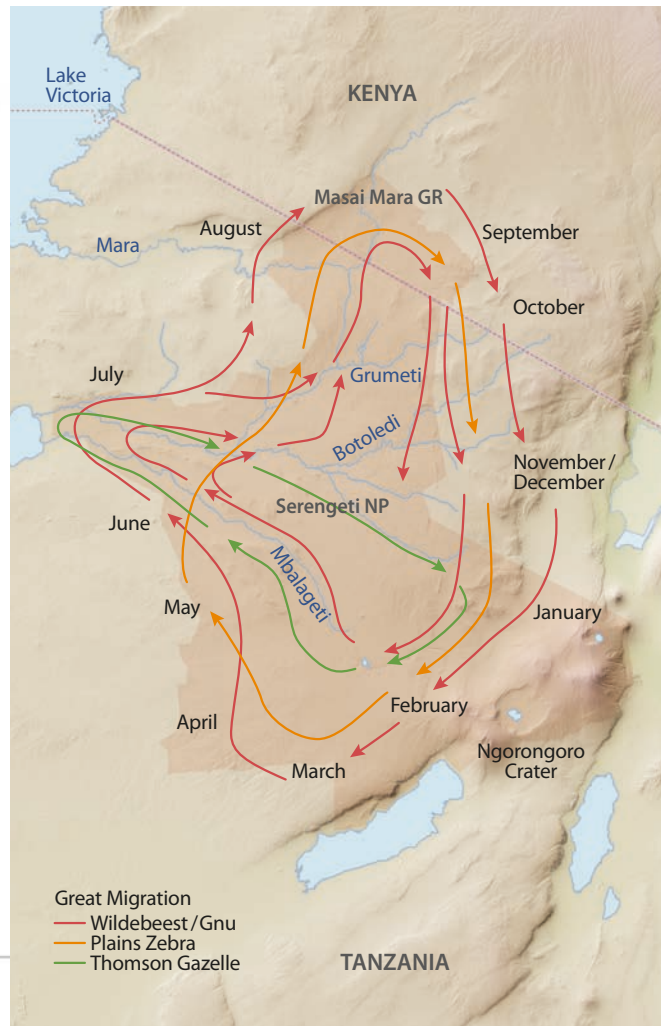 Lake
Victoria
KENYA
Masai Mara GR
August
September
Mara
October
July
Grumeti
Botoledi
November/
December
Serengeti NP
June
Mbalageti
May
January
February
April
March
Ngorongoro
Crater
Great Migration
Wildebeest/Gnu
Plains Zebra
Thomson Gazelle
TANZANIA